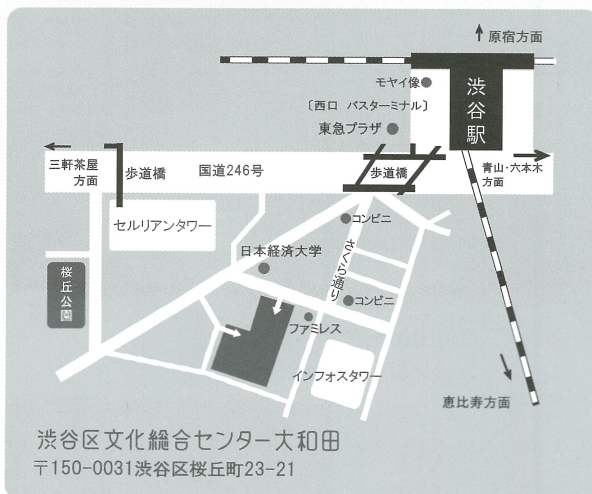 原宿方面
モヤイ像
渋谷駅
〔西口 バスターミナル〕
東急プラザ
三軒茶屋
方面
歩道橋
国道246号
歩道橋
青山・六本木
方面
セルリアンタワー
コンビニ
日本経済大学
さくら通り
桜丘公園
コンビニ
ファミレス
インフォスタワー
恵比寿方面
渋谷区文化総合センター大和田
〒150-0031渋谷区桜丘町23-21